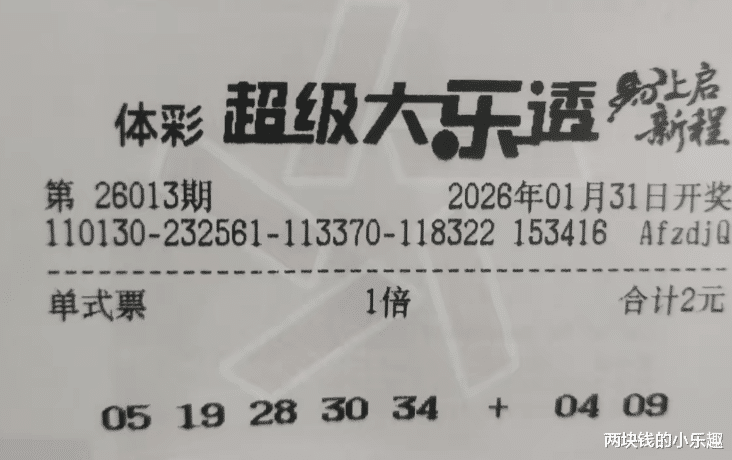 体彩 超级大乐透 马上启新程
第 26013期 2026年01月31日开奖
110130-232561-113370-118322 153416 AfzdjQ
单式票 1倍 合计2元
05 19 28 30 34 + 04 09
两块钱的小乐趣